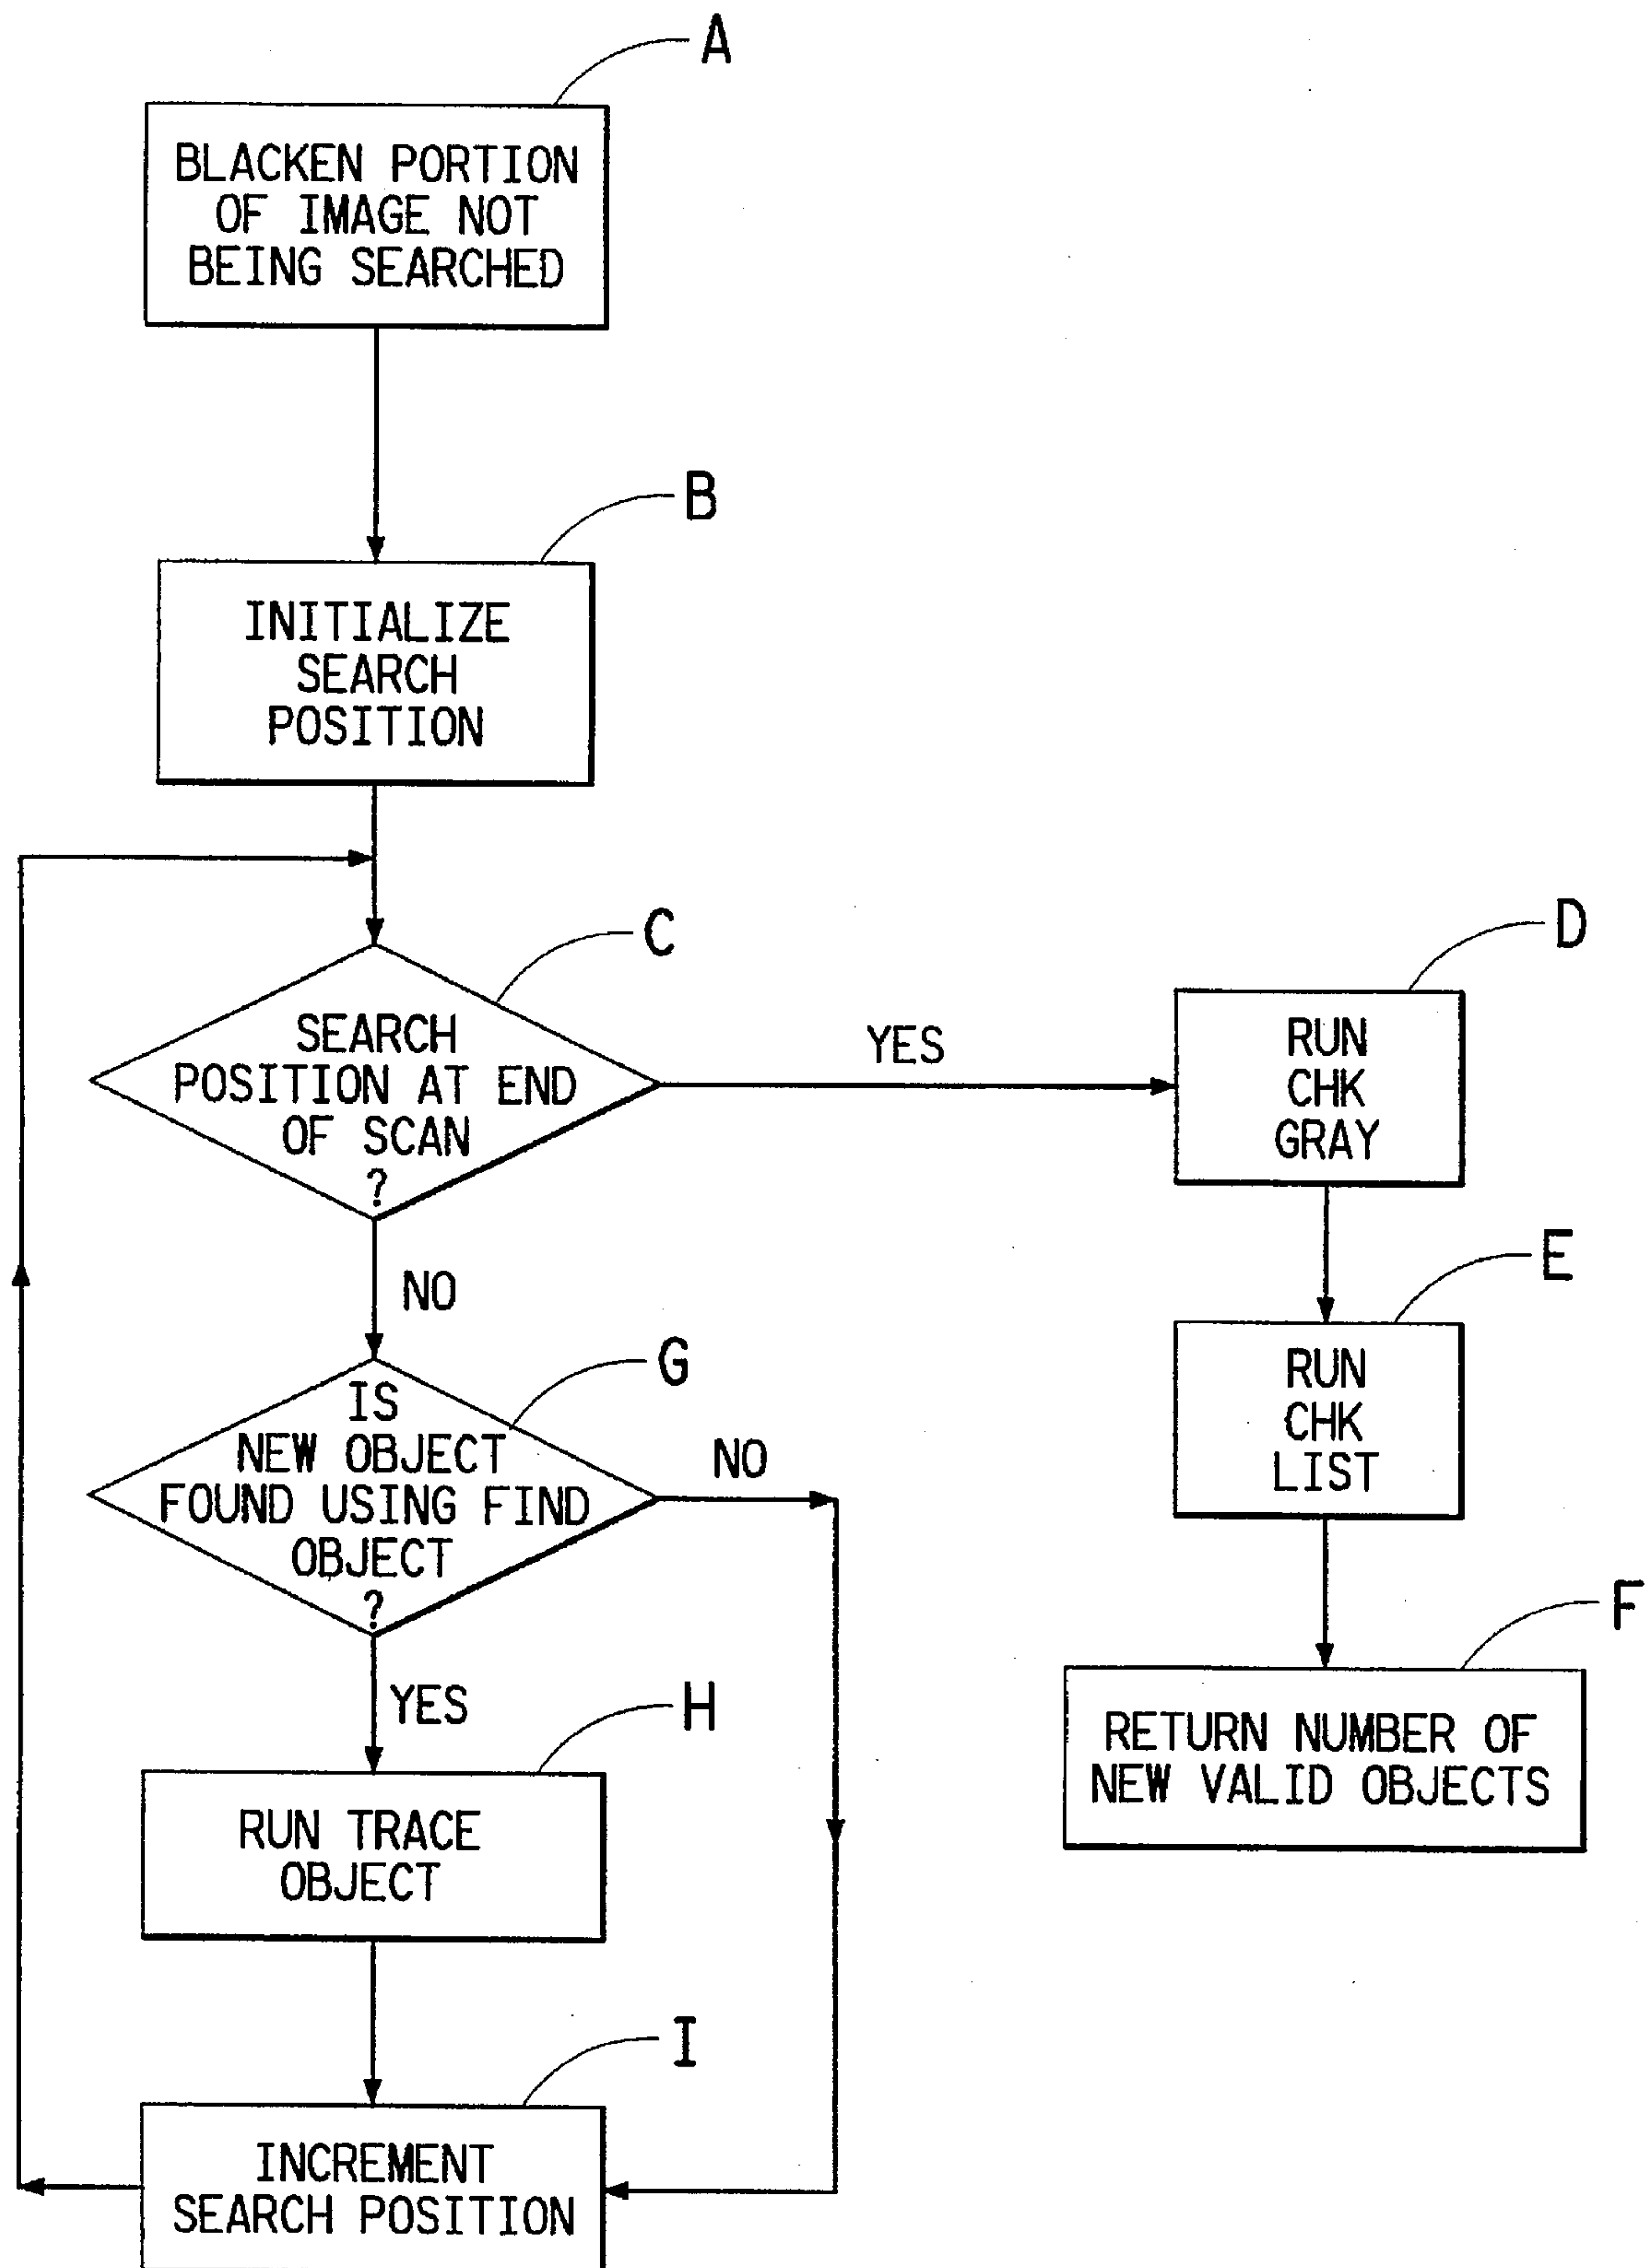 A
BLACKEN PORTION
OF IMAGE NOT
BEING SEARCHED
B
INITIALIZE
SEARCH
POSITION
C
SEARCH
POSITION AT END
OF SCAN
?
YES
D
RUN
CHK
GRAY
NO
E
RUN
CHK
LIST
G
IS
NEW OBJECT
FOUND USING FIND
OBJECT
?
NO
F
RETURN NUMBER OF
NEW VALID OBJECTS
YES
H
RUN TRACE
OBJECT
I
INCREMENT
SEARCH POSITION